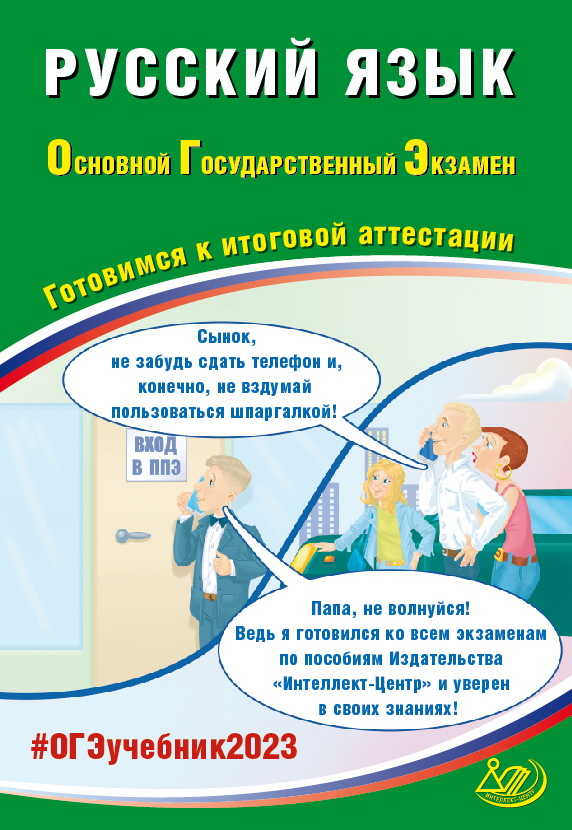 РУССКИЙ ЯЗЫК
Основной Государственный Экзамен
Готовимся к итоговой аттестации
Сынок,
не забудь сдать телефон и,
конечно, не вздумай
пользоваться шпаргалкой!
ВХОД
В ППЭ
Папа, не волнуйся!
Ведь я готовился ко всем экзаменам
по пособиям Издательства
«Интеллект-Центр» и уверен
в своих знаниях!
#ОГЭучебник2023
ИНТЕЛЛЕКТ-ЦЕНТР